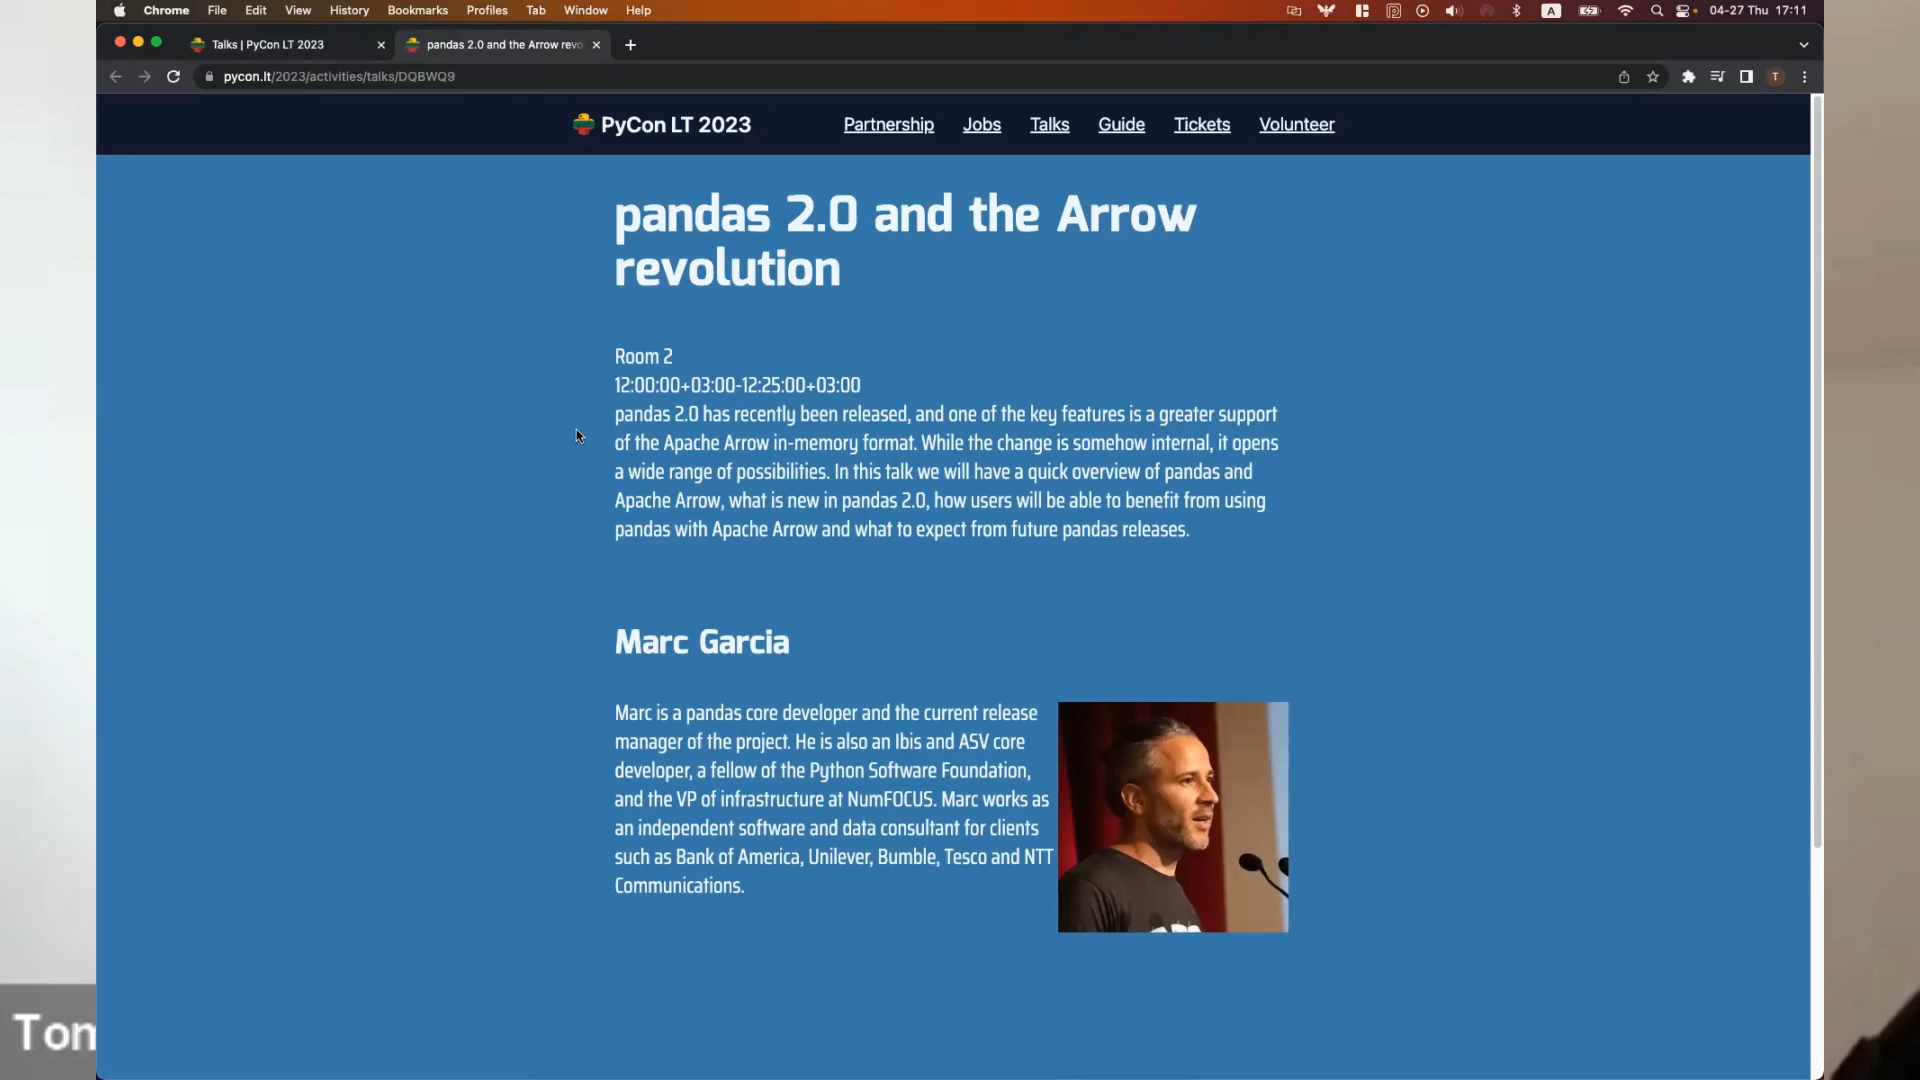 Chrome File Edit View History Bookmarks Profiles Tab Window Help A 04-27 Thu 17:11
Talks | PyCon LT 2023 pandas 2.0 and the Arrow revo
pycon.lt/2023/activities/talks/DQBWQ9 T
PyCon LT 2023 Partnership Jobs Talks Guide Tickets Volunteer
pandas 2.0 and the Arrow
revolution
Room 2
12:00:00+03:00-12:25:00+03:00
pandas 2.0 has recently been released, and one of the key features is a greater support
of the Apache Arrow in-memory format. While the change is somehow internal, it opens
a wide range of possibilities. In this talk we will have a quick overview of pandas and
Apache Arrow, what is new in pandas 2.0, how users will be able to benefit from using
pandas with Apache Arrow and what to expect from future pandas releases.
Marc Garcia
Marc is a pandas core developer and the current release
manager of the project. He is also an Ibis and ASV core
developer, a fellow of the Python Software Foundation,
and the VP of infrastructure at NumFOCUS. Marc works as
an independent software and data consultant for clients
such as Bank of America, Unilever, Bumble, Tesco and NTT
Communications.
Tom